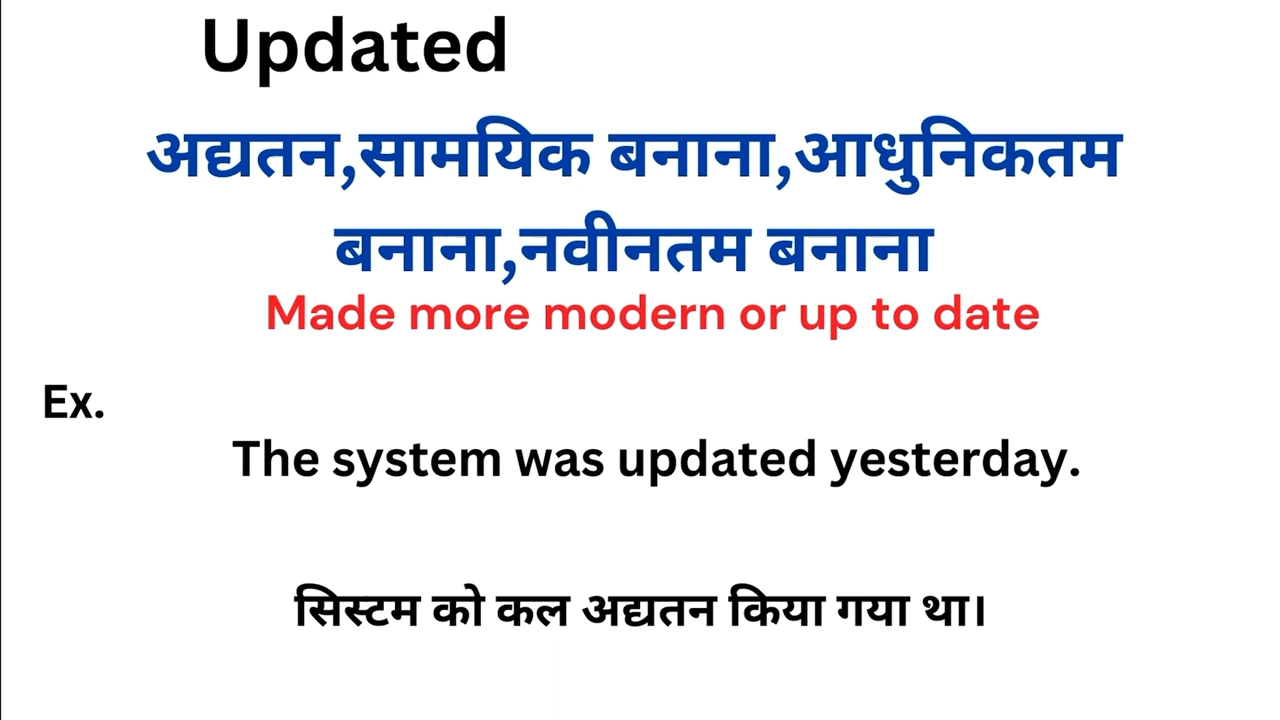 Updated
अद्यतन,सामयिक बनाना,आधुनिकतम
बनाना,नवीनतम बनाना
Made more modern or up to date
Ex.
The system was updated yesterday.
सिस्टम को कल अद्यतन किया गया था।